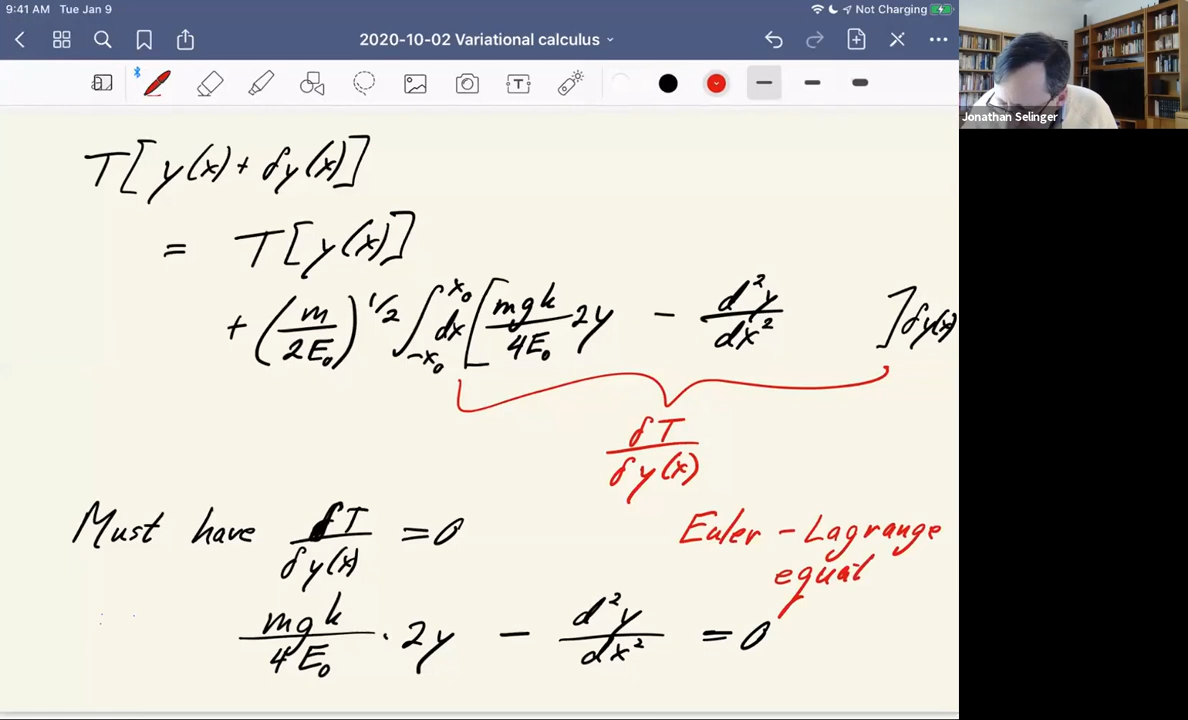 9:41 AM Tue Jan 9
Not Charging
2020-10-02 Variational calculus
Jonathan Selinger
T[y(x) + δy(x)]
= T[y(x)]
+ (m/2E₀)^1/2 ∫_-x₀^x₀ dx [mgk/4E₀ 2y − d²y/dx² ] δy(x)
δT/δy(x)
Must have δT/δy(x) = 0
Euler - Lagrange
equat
mgk/4E₀ · 2y − d²y/dx² = 0